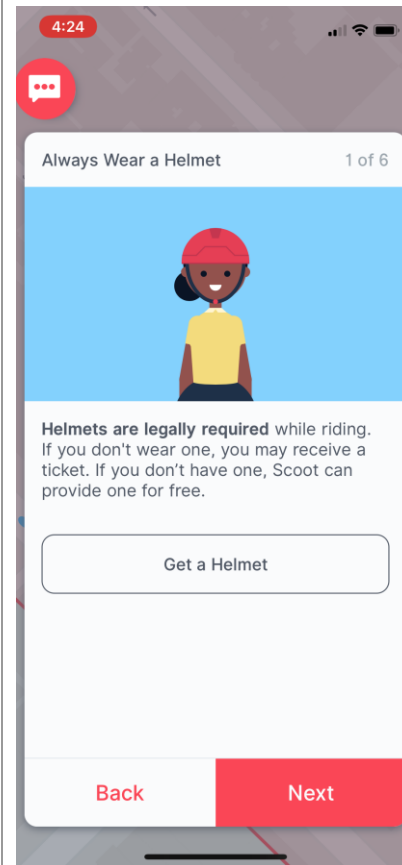 4:24
Always Wear a Helmet 1 of 6
Helmets are legally required while riding.
If you don't wear one, you may receive a
ticket. If you don’t have one, Scoot can
provide one for free.
Get a Helmet
Back Next